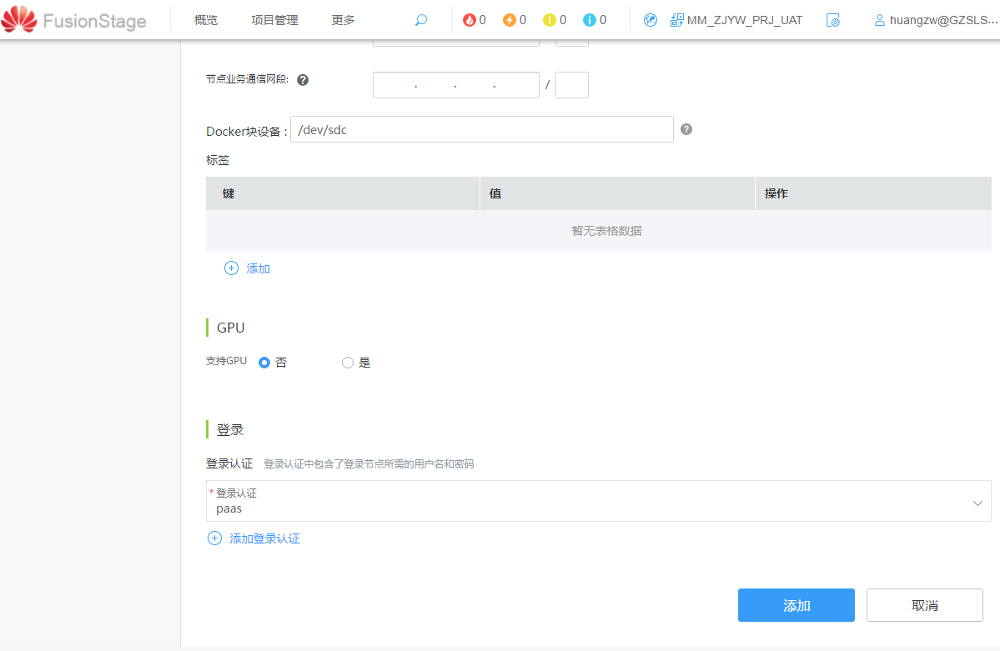 FusionStage 概览 项目管理 更多 0 0 0 0 MM_ZJYW_PRJ_UAT huangzw@GZSLS...
节点业务通信网段: ? . . . /
Docker块设备 : /dev/sdc ?
标签
键 值 操作
暂无表格数据
添加
GPU
支持GPU 否 是
登录
登录认证 登录认证中包含了登录节点所需的用户名和密码
* 登录认证
paas
添加登录认证
添加 取消